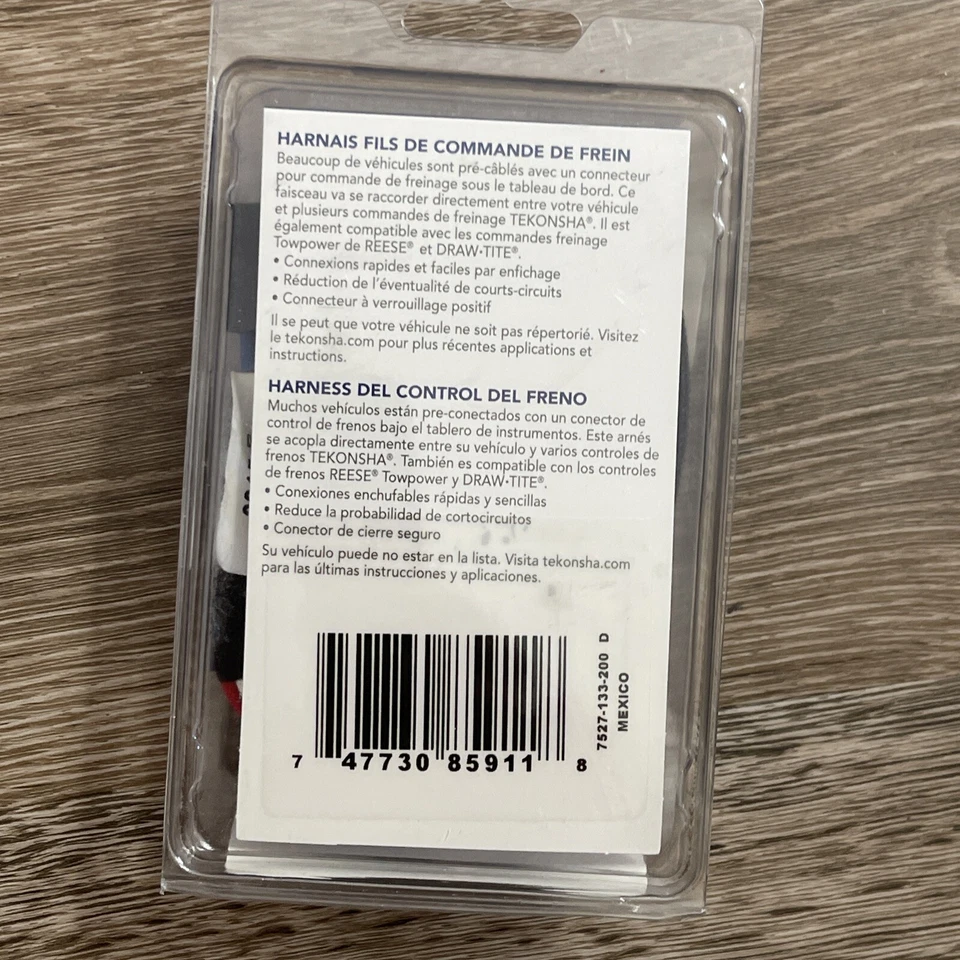 HARNAIS FILS DE COMMANDE DE FREIN
Beaucoup de véhicules sont pré-câblés avec un connecteur
pour commande de freinage sous le tableau de bord. Ce
faisceau va se raccorder directement entre votre véhicule
et plusieurs commandes de freinage TEKONSHA®. Il est
également compatible avec les commandes freinage
Towpower de REESE® et DRAW•TITE®.
• Connexions rapides et faciles par enfichage
• Réduction de l'éventualité de courts-circuits
• Connecteur à verrouillage positif
Il se peut que votre véhicule ne soit pas répertorié. Visitez
le tekonsha.com pour plus récentes applications et
instructions.
HARNESS DEL CONTROL DEL FRENO
Muchos vehículos están pre-conectados con un conector de
control de frenos bajo el tablero de instrumentos. Este arnés
se acopla directamente entre su vehículo y varios controles de
frenos TEKONSHA®. También es compatible con los controles
de frenos REESE® Towpower y DRAW•TITE®.
• Conexiones enchufables rápidas y sencillas
• Reduce la probabilidad de cortocircuitos
• Conector de cierre seguro
Su vehículo puede no estar en la lista. Visita tekonsha.com
para las últimas instrucciones y aplicaciones.
7 47730 85911 8
7527-133-200 D
MEXICO